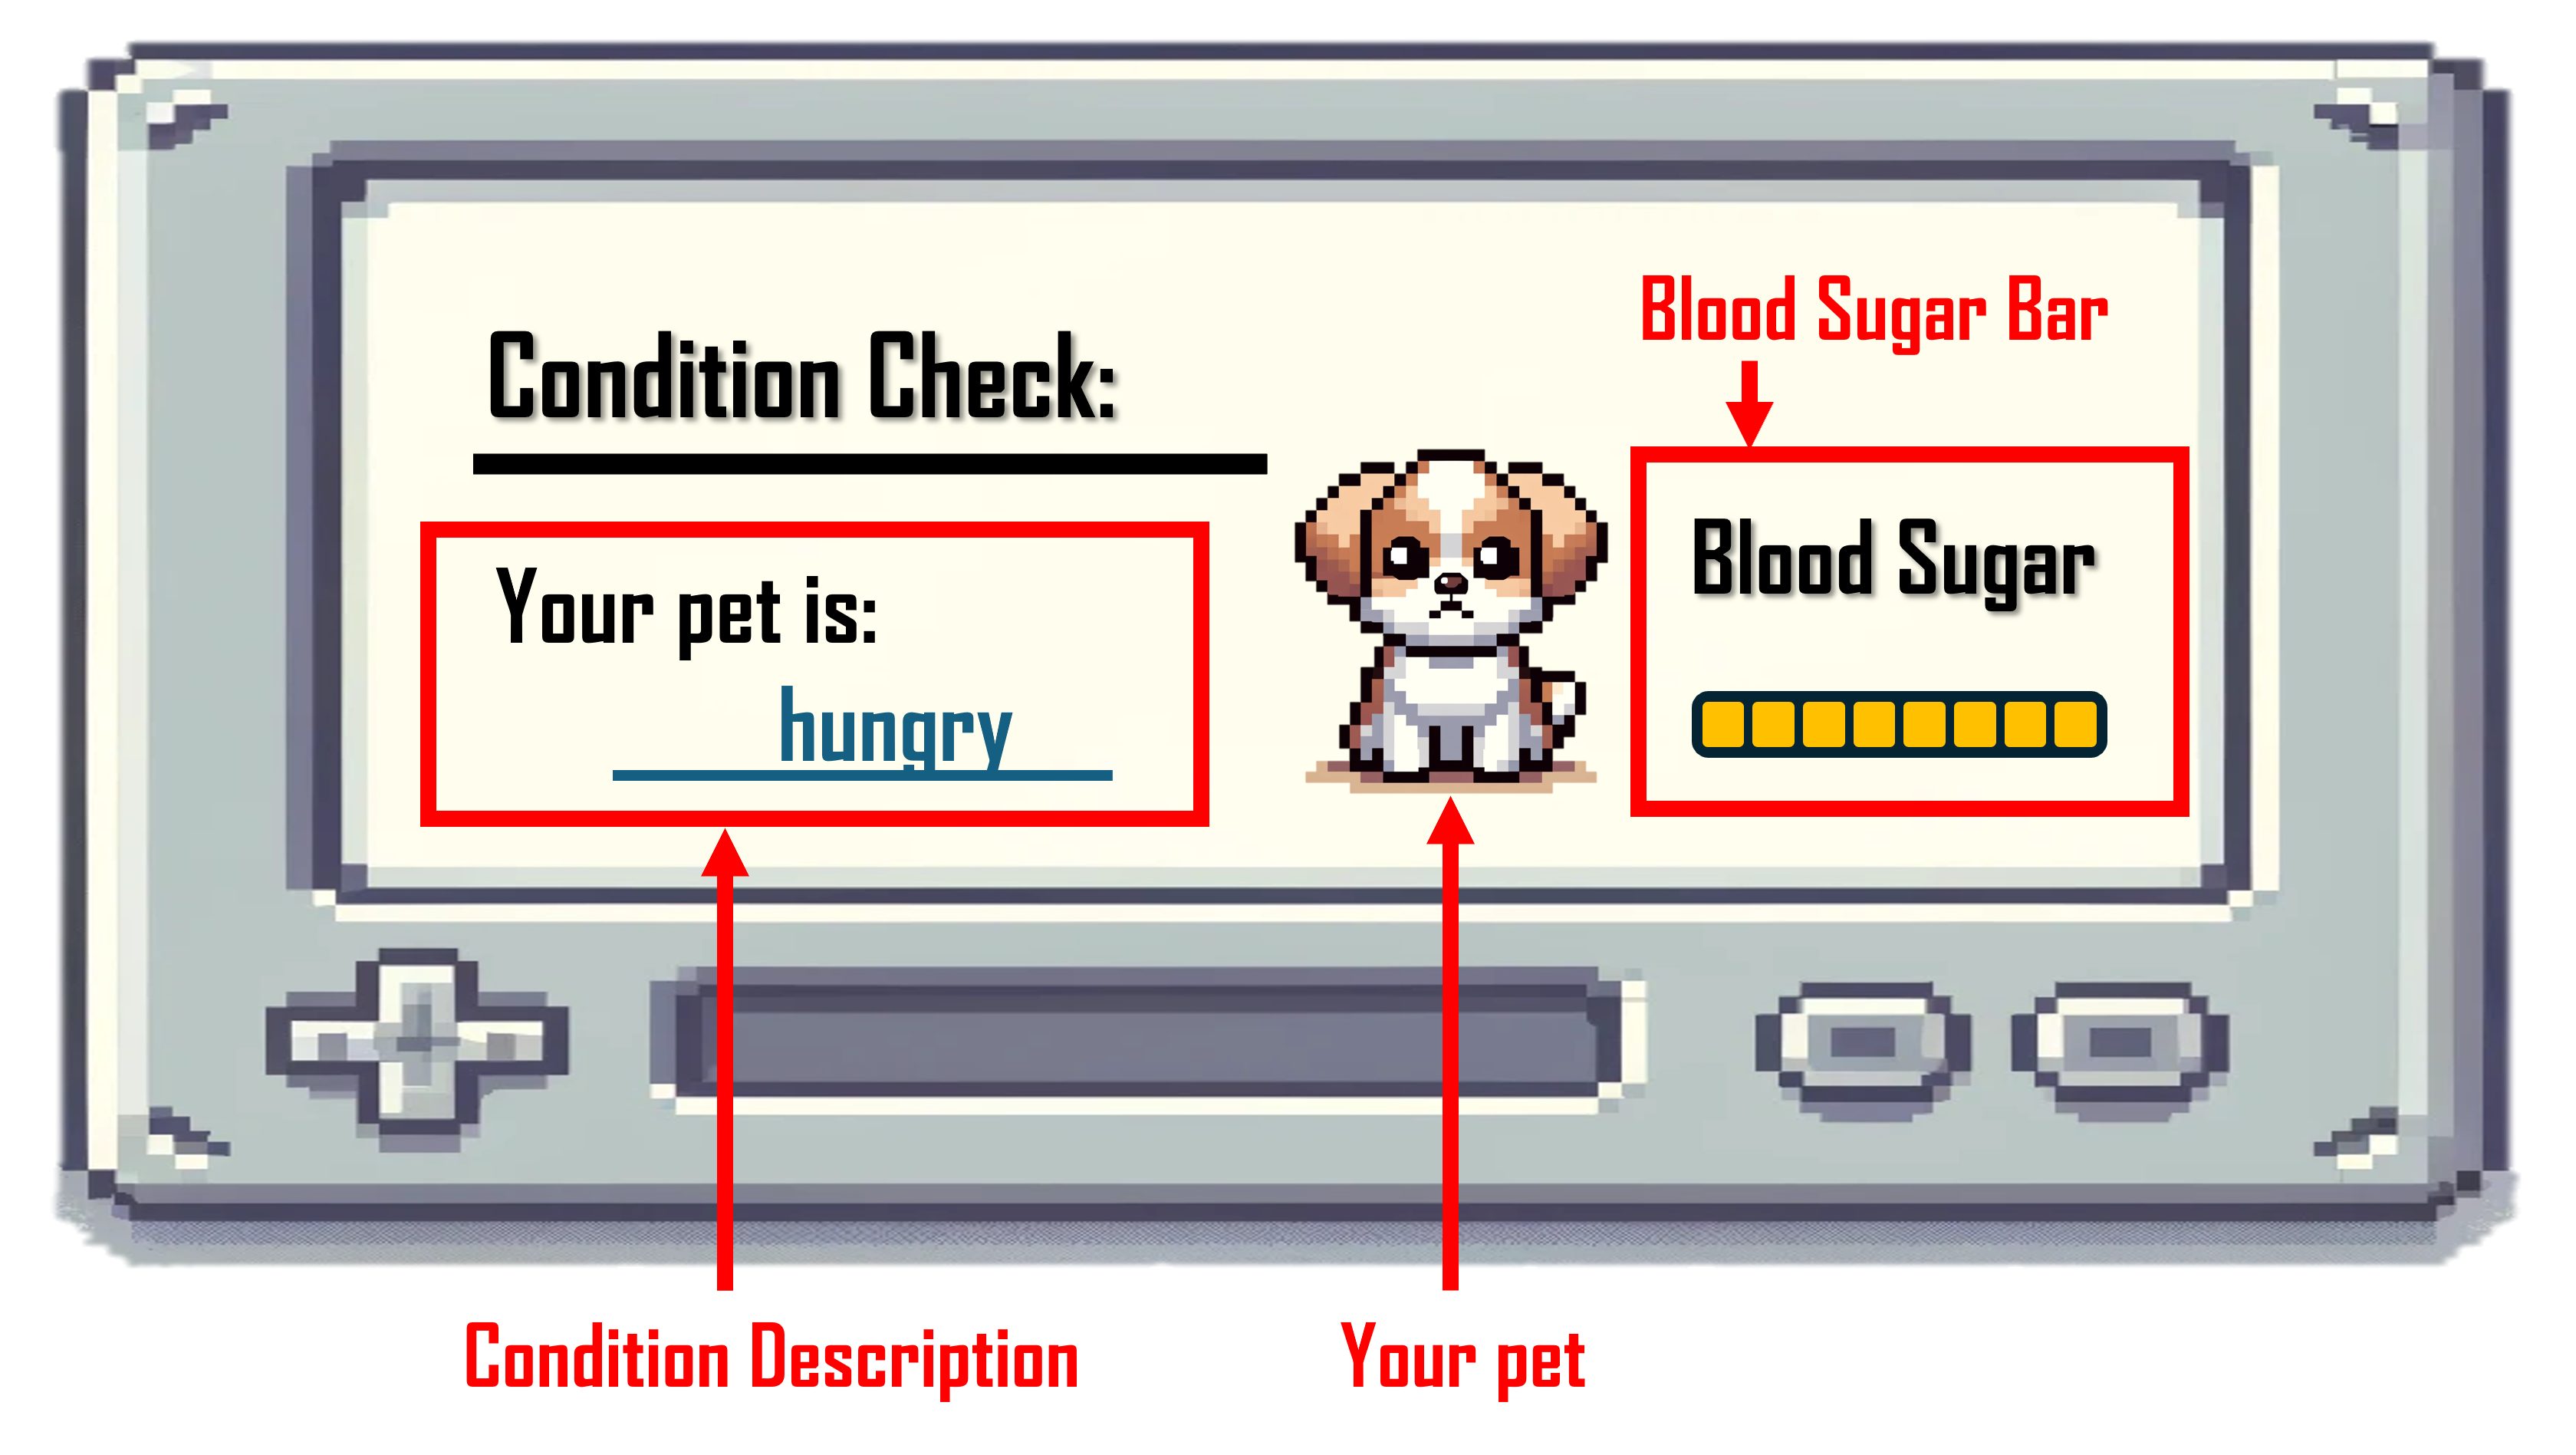 Blood Sugar Bar
Condition Check:
Your pet is:
hungry
Blood Sugar
Condition Description
Your pet